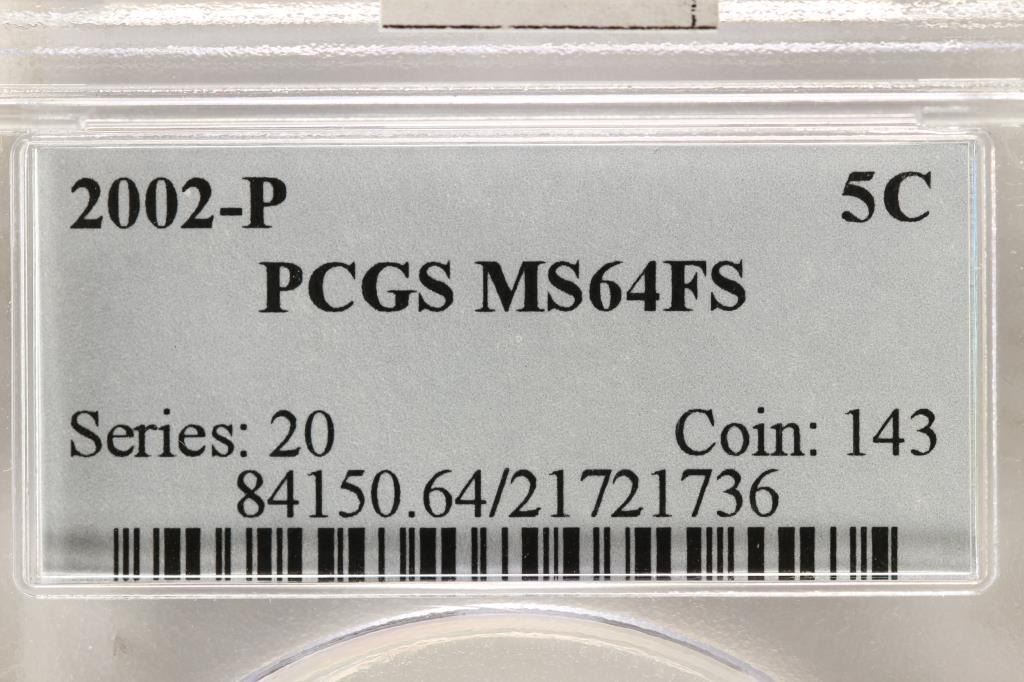 2002-P 5C
PCGS MS64FS
Series: 20 Coin: 143
84150.64/21721736